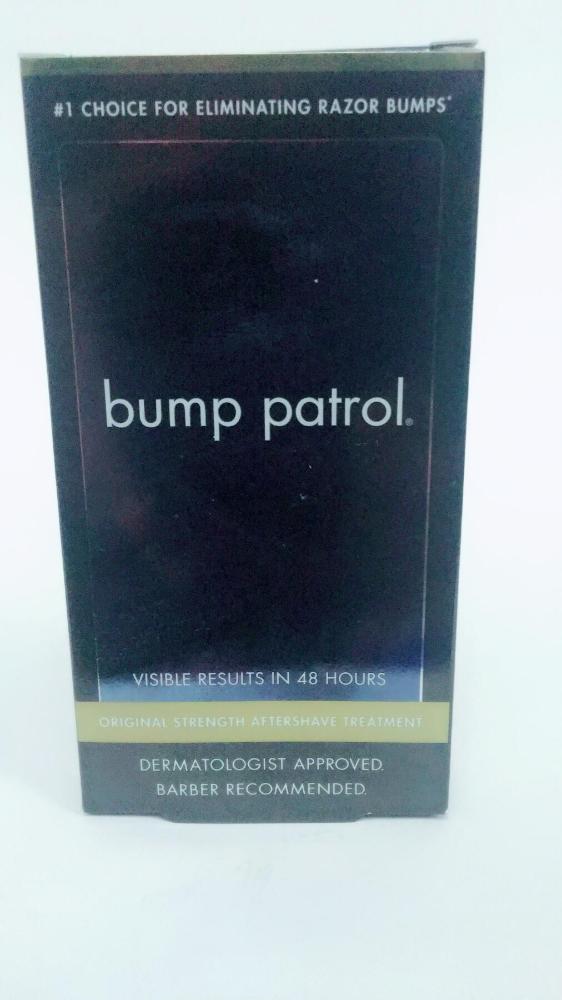 #1 CHOICE FOR ELIMINATING RAZOR BUMPS*
bump patrol®
VISIBLE RESULTS IN 48 HOURS
ORIGINAL STRENGTH AFTERSHAVE TREATMENT
DERMATOLOGIST APPROVED.
BARBER RECOMMENDED.